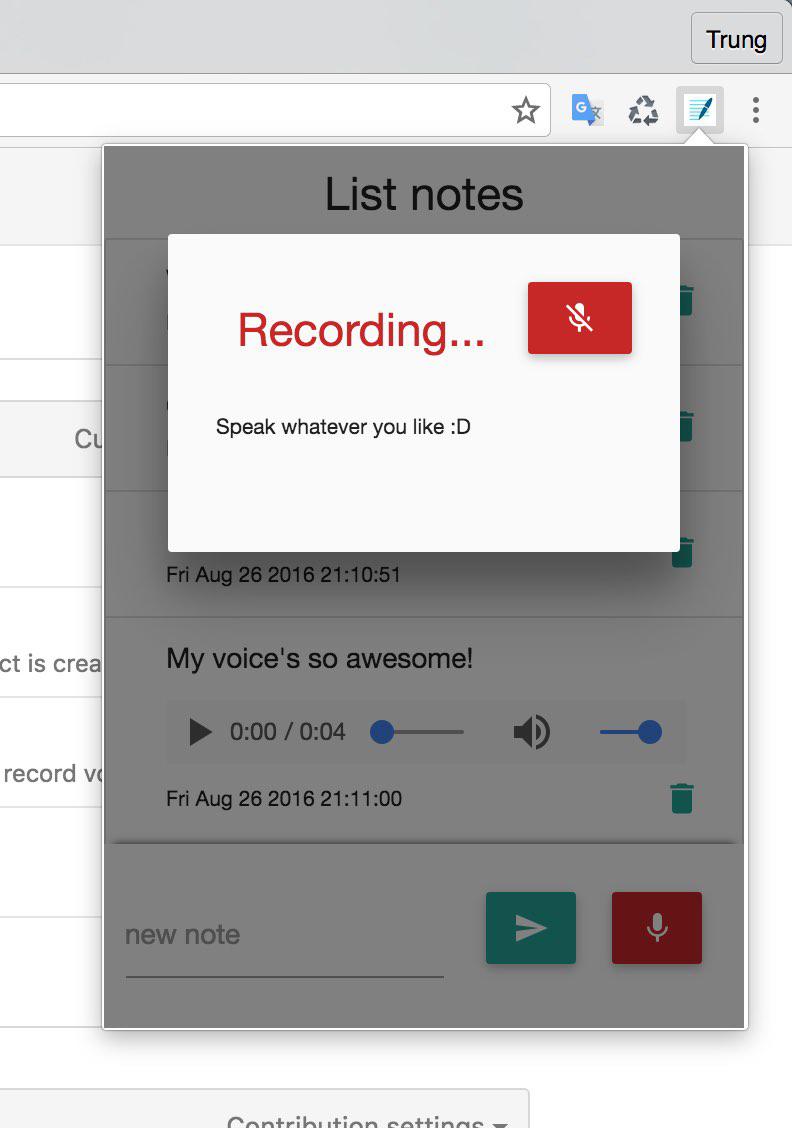 Trung
List notes
Recording...
Speak whatever you like :D
Fri Aug 26 2016 21:10:51
My voice's so awesome!
0:00 / 0:04
Fri Aug 26 2016 21:11:00
new note
ct is crea
record vo
Cu
Contribution settings